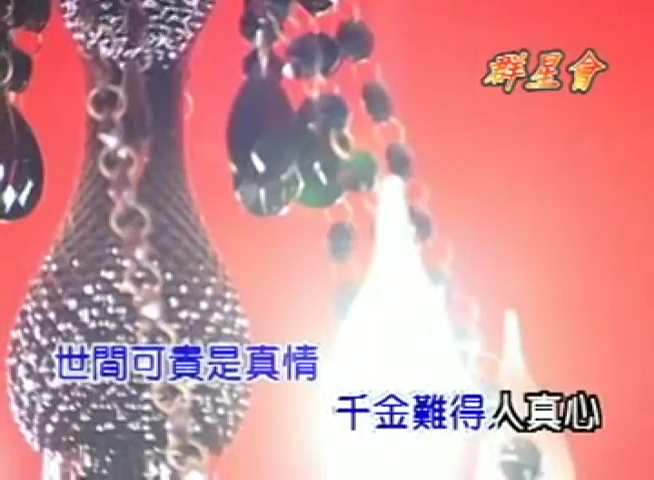 群星會
世間可貴是真情
千金難得人真心